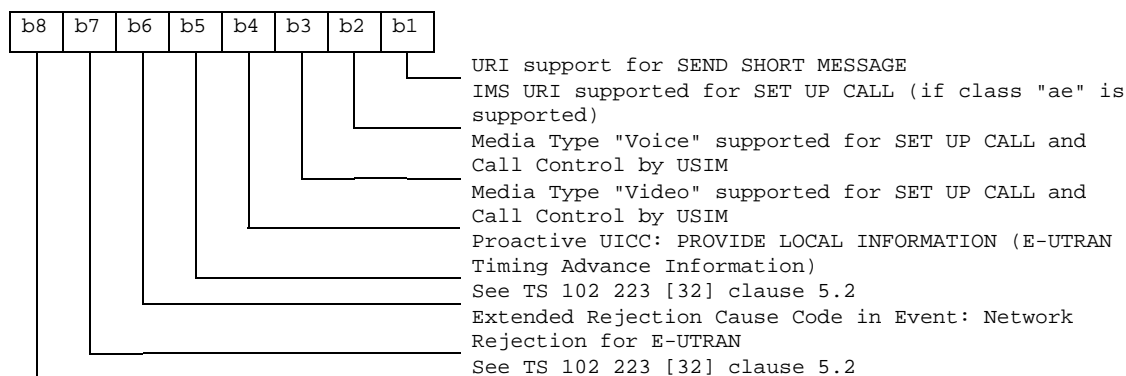 b8 b7 b6 b5 b4 b3 b2 b1
URI support for SEND SHORT MESSAGE
IMS URI supported for SET UP CALL (if class "ae" is
supported)
Media Type "Voice" supported for SET UP CALL and
Call Control by USIM
Media Type "Video" supported for SET UP CALL and
Call Control by USIM
Proactive UICC: PROVIDE LOCAL INFORMATION (E-UTRAN
Timing Advance Information)
See TS 102 223 [32] clause 5.2
Extended Rejection Cause Code in Event: Network
Rejection for E-UTRAN
See TS 102 223 [32] clause 5.2